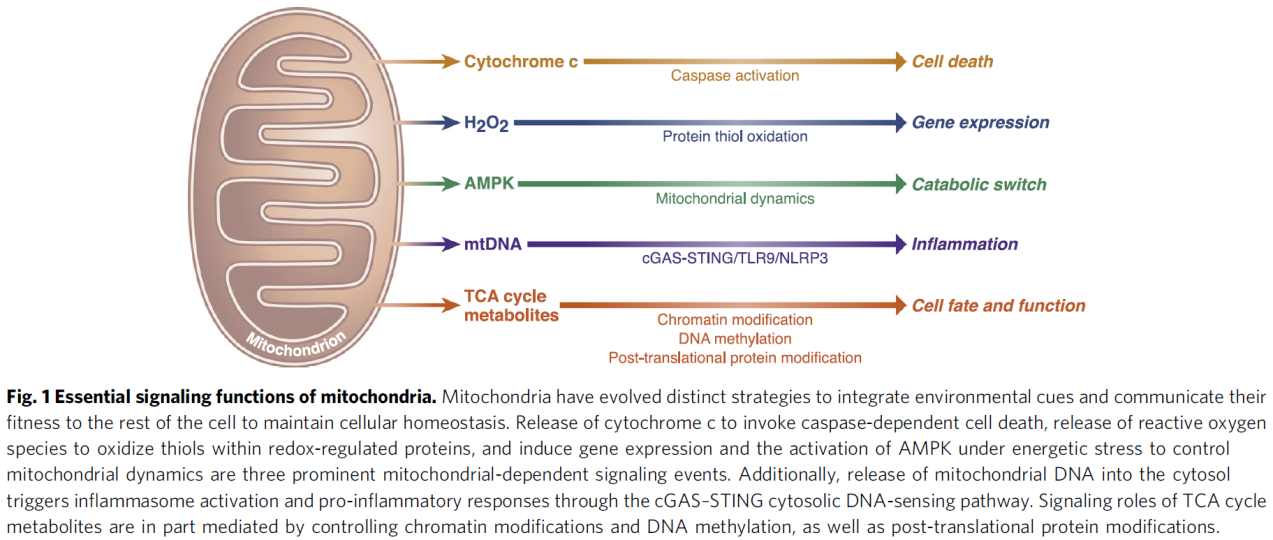 Cytochrome c
Caspase activation
Cell death
H2O2
Protein thiol oxidation
Gene expression
AMPK
Mitochondrial dynamics
Catabolic switch
mtDNA
cGAS-STING/TLR9/NLRP3
Inflammation
TCA cycle
metabolites
Chromatin modification
DNA methylation
Post-translational protein modification
Cell fate and function
Mitochondrion
Fig. 1 Essential signaling functions of mitochondria. Mitochondria have evolved distinct strategies to integrate environmental cues and communicate their
fitness to the rest of the cell to maintain cellular homeostasis. Release of cytochrome c to invoke caspase-dependent cell death, release of reactive oxygen
species to oxidize thiols within redox-regulated proteins, and induce gene expression and the activation of AMPK under energetic stress to control
mitochondrial dynamics are three prominent mitochondrial-dependent signaling events. Additionally, release of mitochondrial DNA into the cytosol
triggers inflammasome activation and pro-inflammatory responses through the cGAS–STING cytosolic DNA-sensing pathway. Signaling roles of TCA cycle
metabolites are in part mediated by controlling chromatin modifications and DNA methylation, as well as post-translational protein modifications.